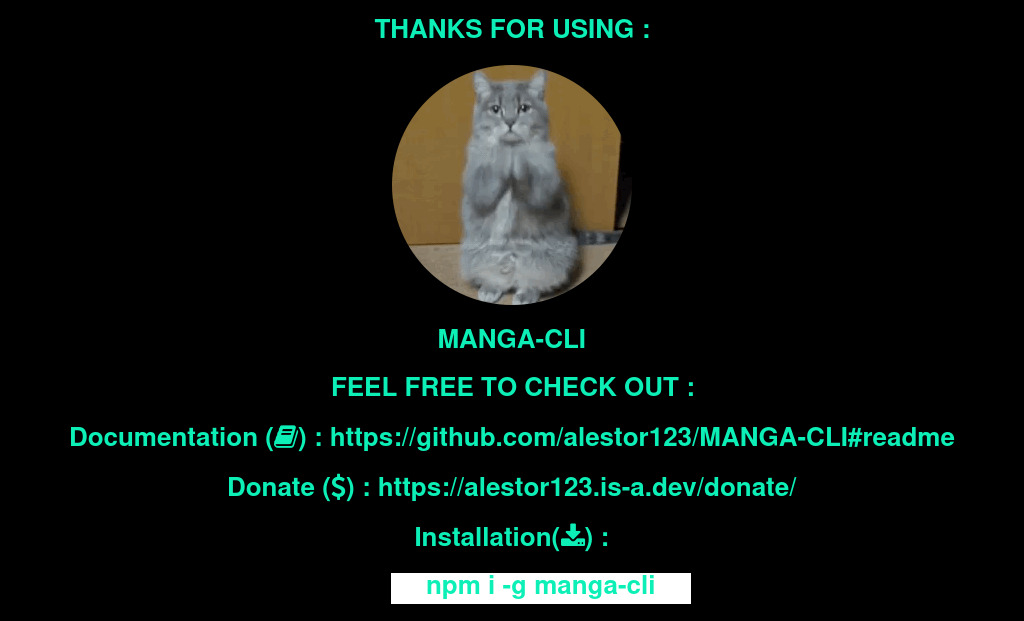 THANKS FOR USING :
MANGA-CLI
FEEL FREE TO CHECK OUT :
Documentation () : https://github.com/alestor123/MANGA-CLI#readme
Donate ($) : https://alestor123.is-a.dev/donate/
Installation() :
npm i -g manga-cli